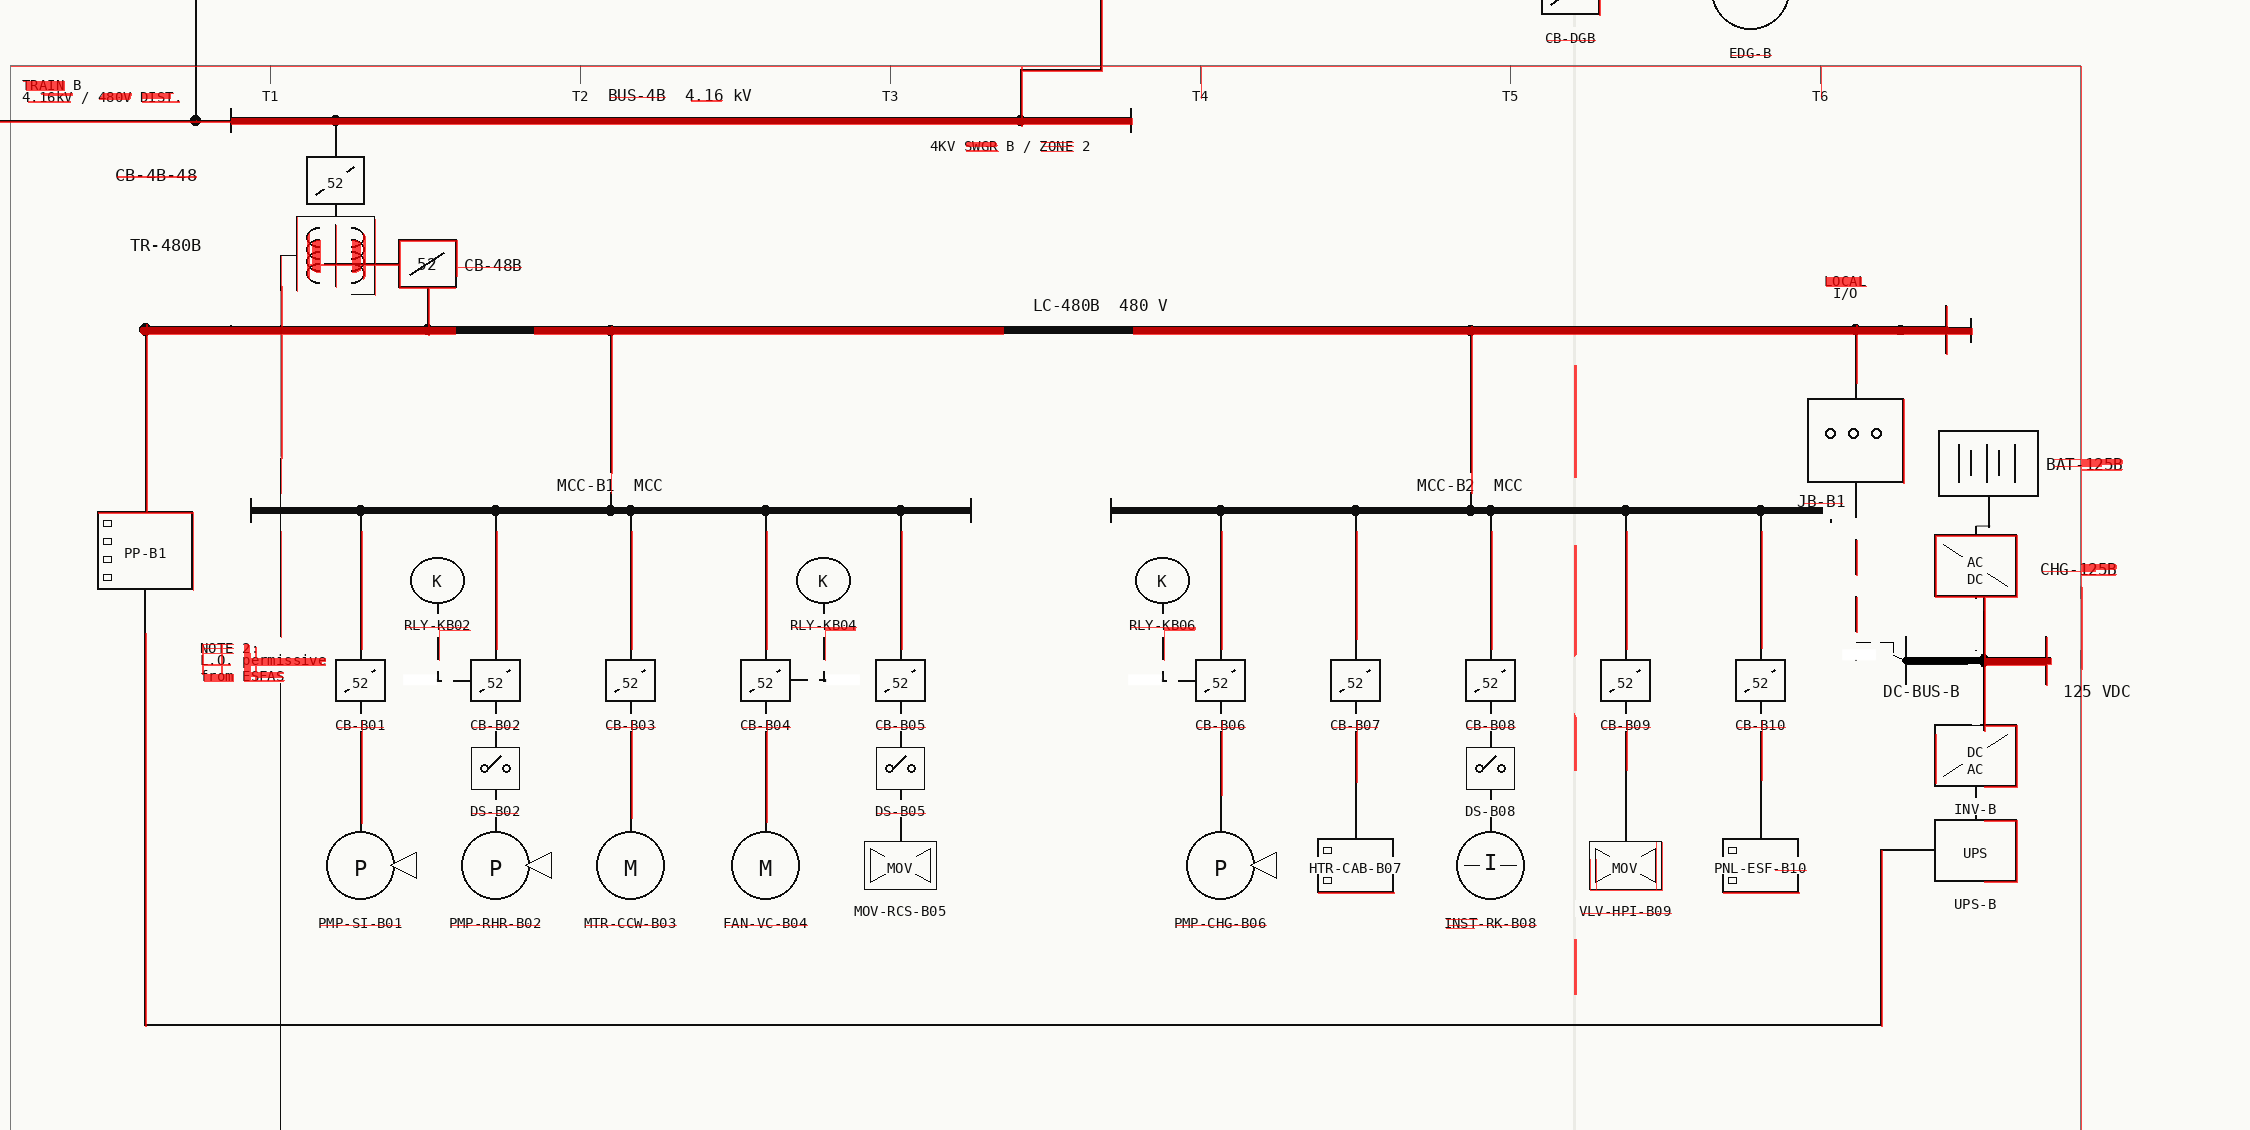 CB-DGB
EDG-B
TRAIN B
4.16kV / 480V DIST.
T1
T2
BUS-4B  4.16 kV
T3
T4
T5
T6
4KV SWGR B / ZONE 2
CB-4B-48
52
TR-480B
52
CB-48B
LOCAL
I/O
LC-480B  480 V
BAT-125B
MCC-B1  MCC
MCC-B2  MCC
JB-B1
PP-B1
AC
DC
CHG-125B
K
K
K
RLY-KB02
RLY-KB04
RLY-KB06
NOTE 2:
L.O. permissive
from ESFAS
52
52
52
52
52
52
52
52
52
52
DC-BUS-B
125 VDC
CB-B01
CB-B02
CB-B03
CB-B04
CB-B05
CB-B06
CB-B07
CB-B08
CB-B09
CB-B10
DC
AC
INV-B
DS-B02
DS-B05
DS-B08
UPS
P
P
M
M
MOV
P
HTR-CAB-B07
I
MOV
PNL-ESF-B10
UPS-B
PMP-SI-B01
PMP-RHR-B02
MTR-CCW-B03
FAN-VC-B04
MOV-RCS-B05
PMP-CHG-B06
INST-RK-B08
VLV-HPI-B09